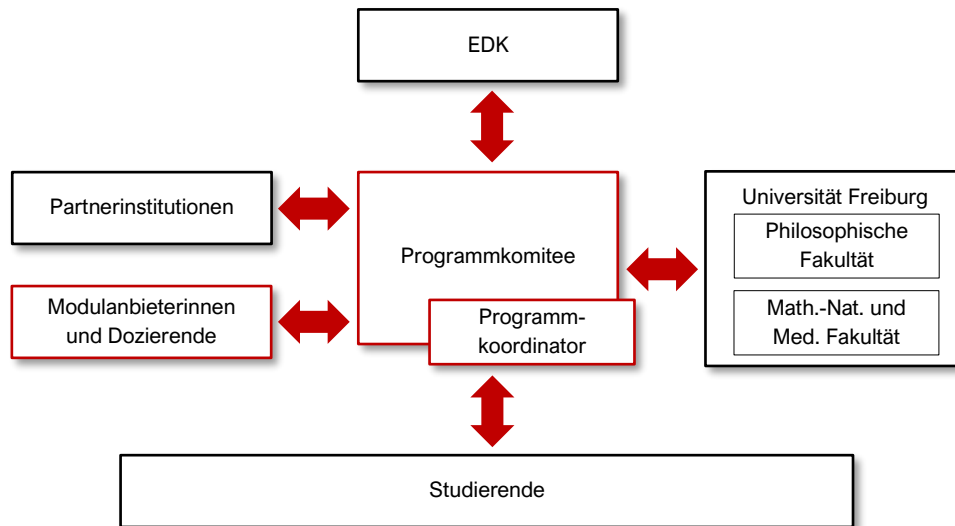 EDK
Partnerinstitutionen
Modulanbieterinnen
und Dozierende
Programmkomitee
Programm-
koordinator
Universität Freiburg
Philosophische
Fakultät
Math.-Nat. und
Med. Fakultät
Studierende